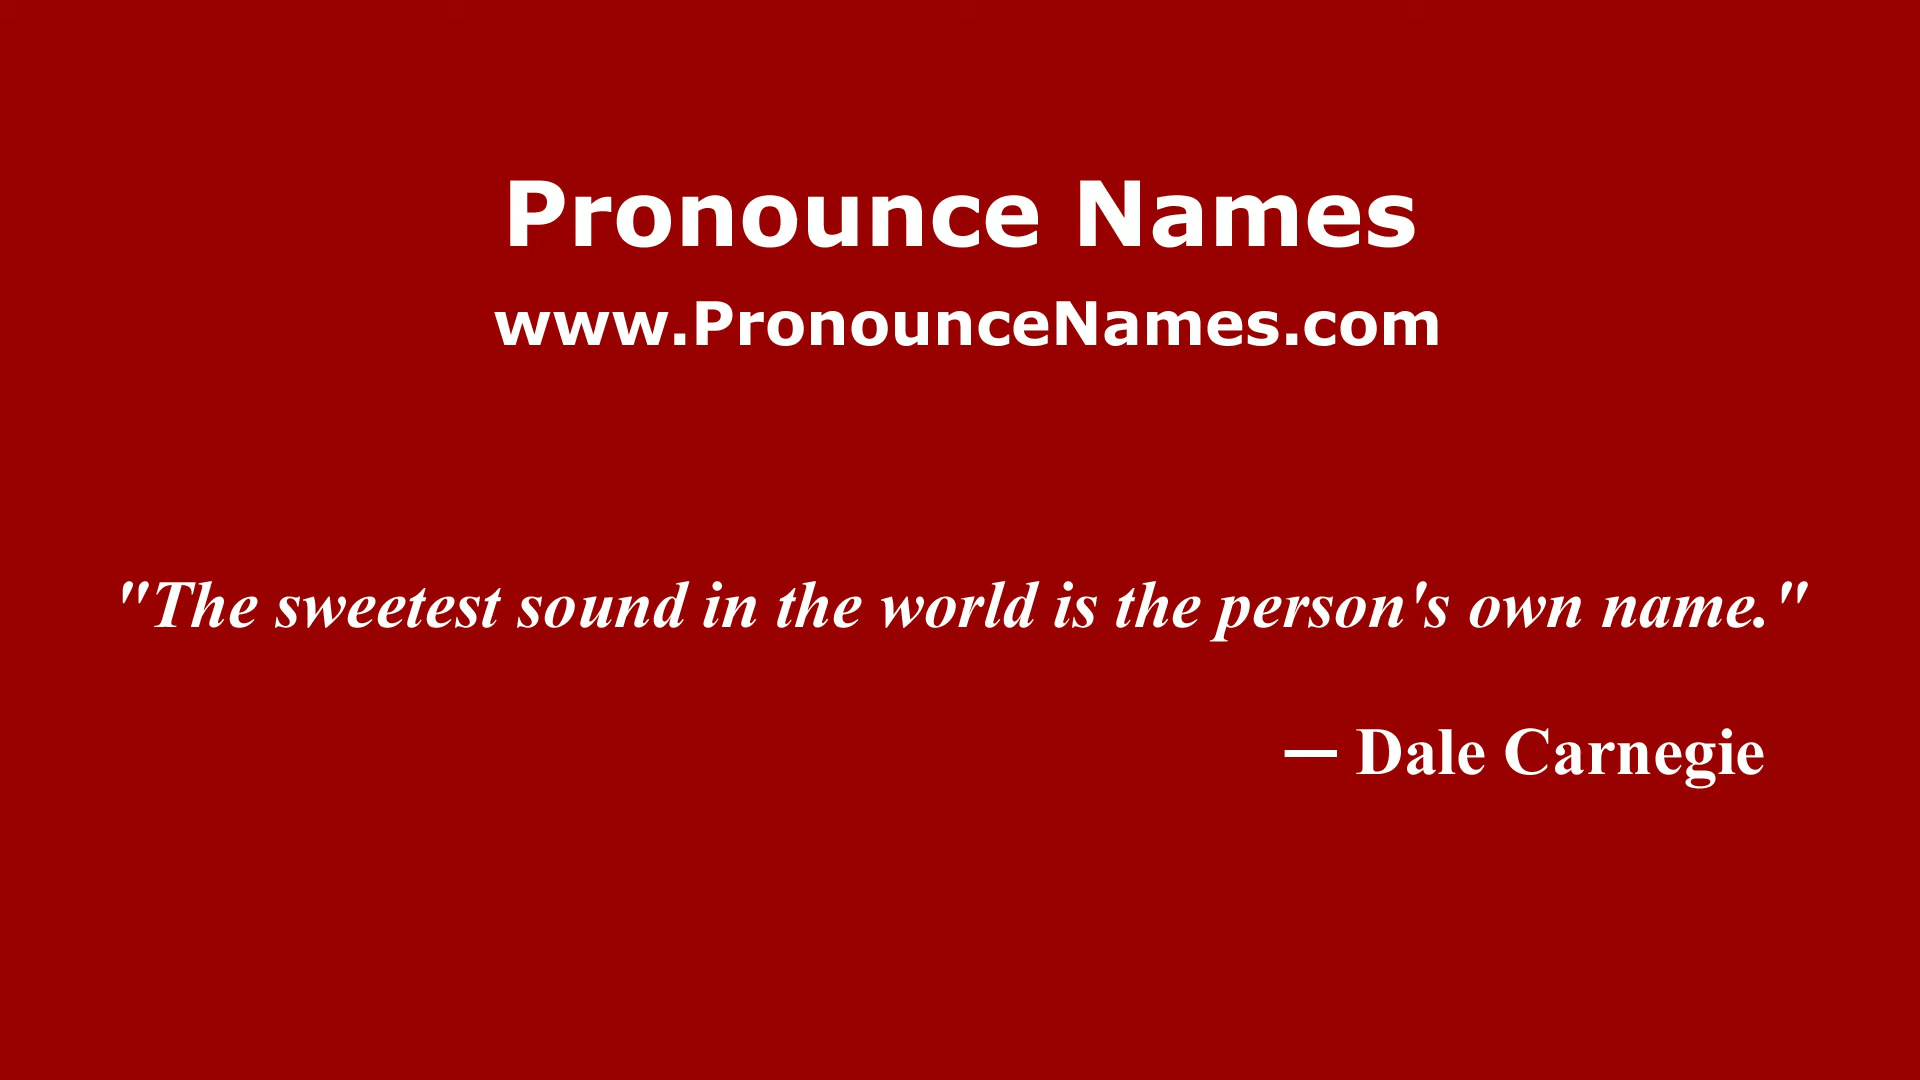 Pronounce Names
www.PronounceNames.com
"The sweetest sound in the world is the person's own name."
— Dale Carnegie